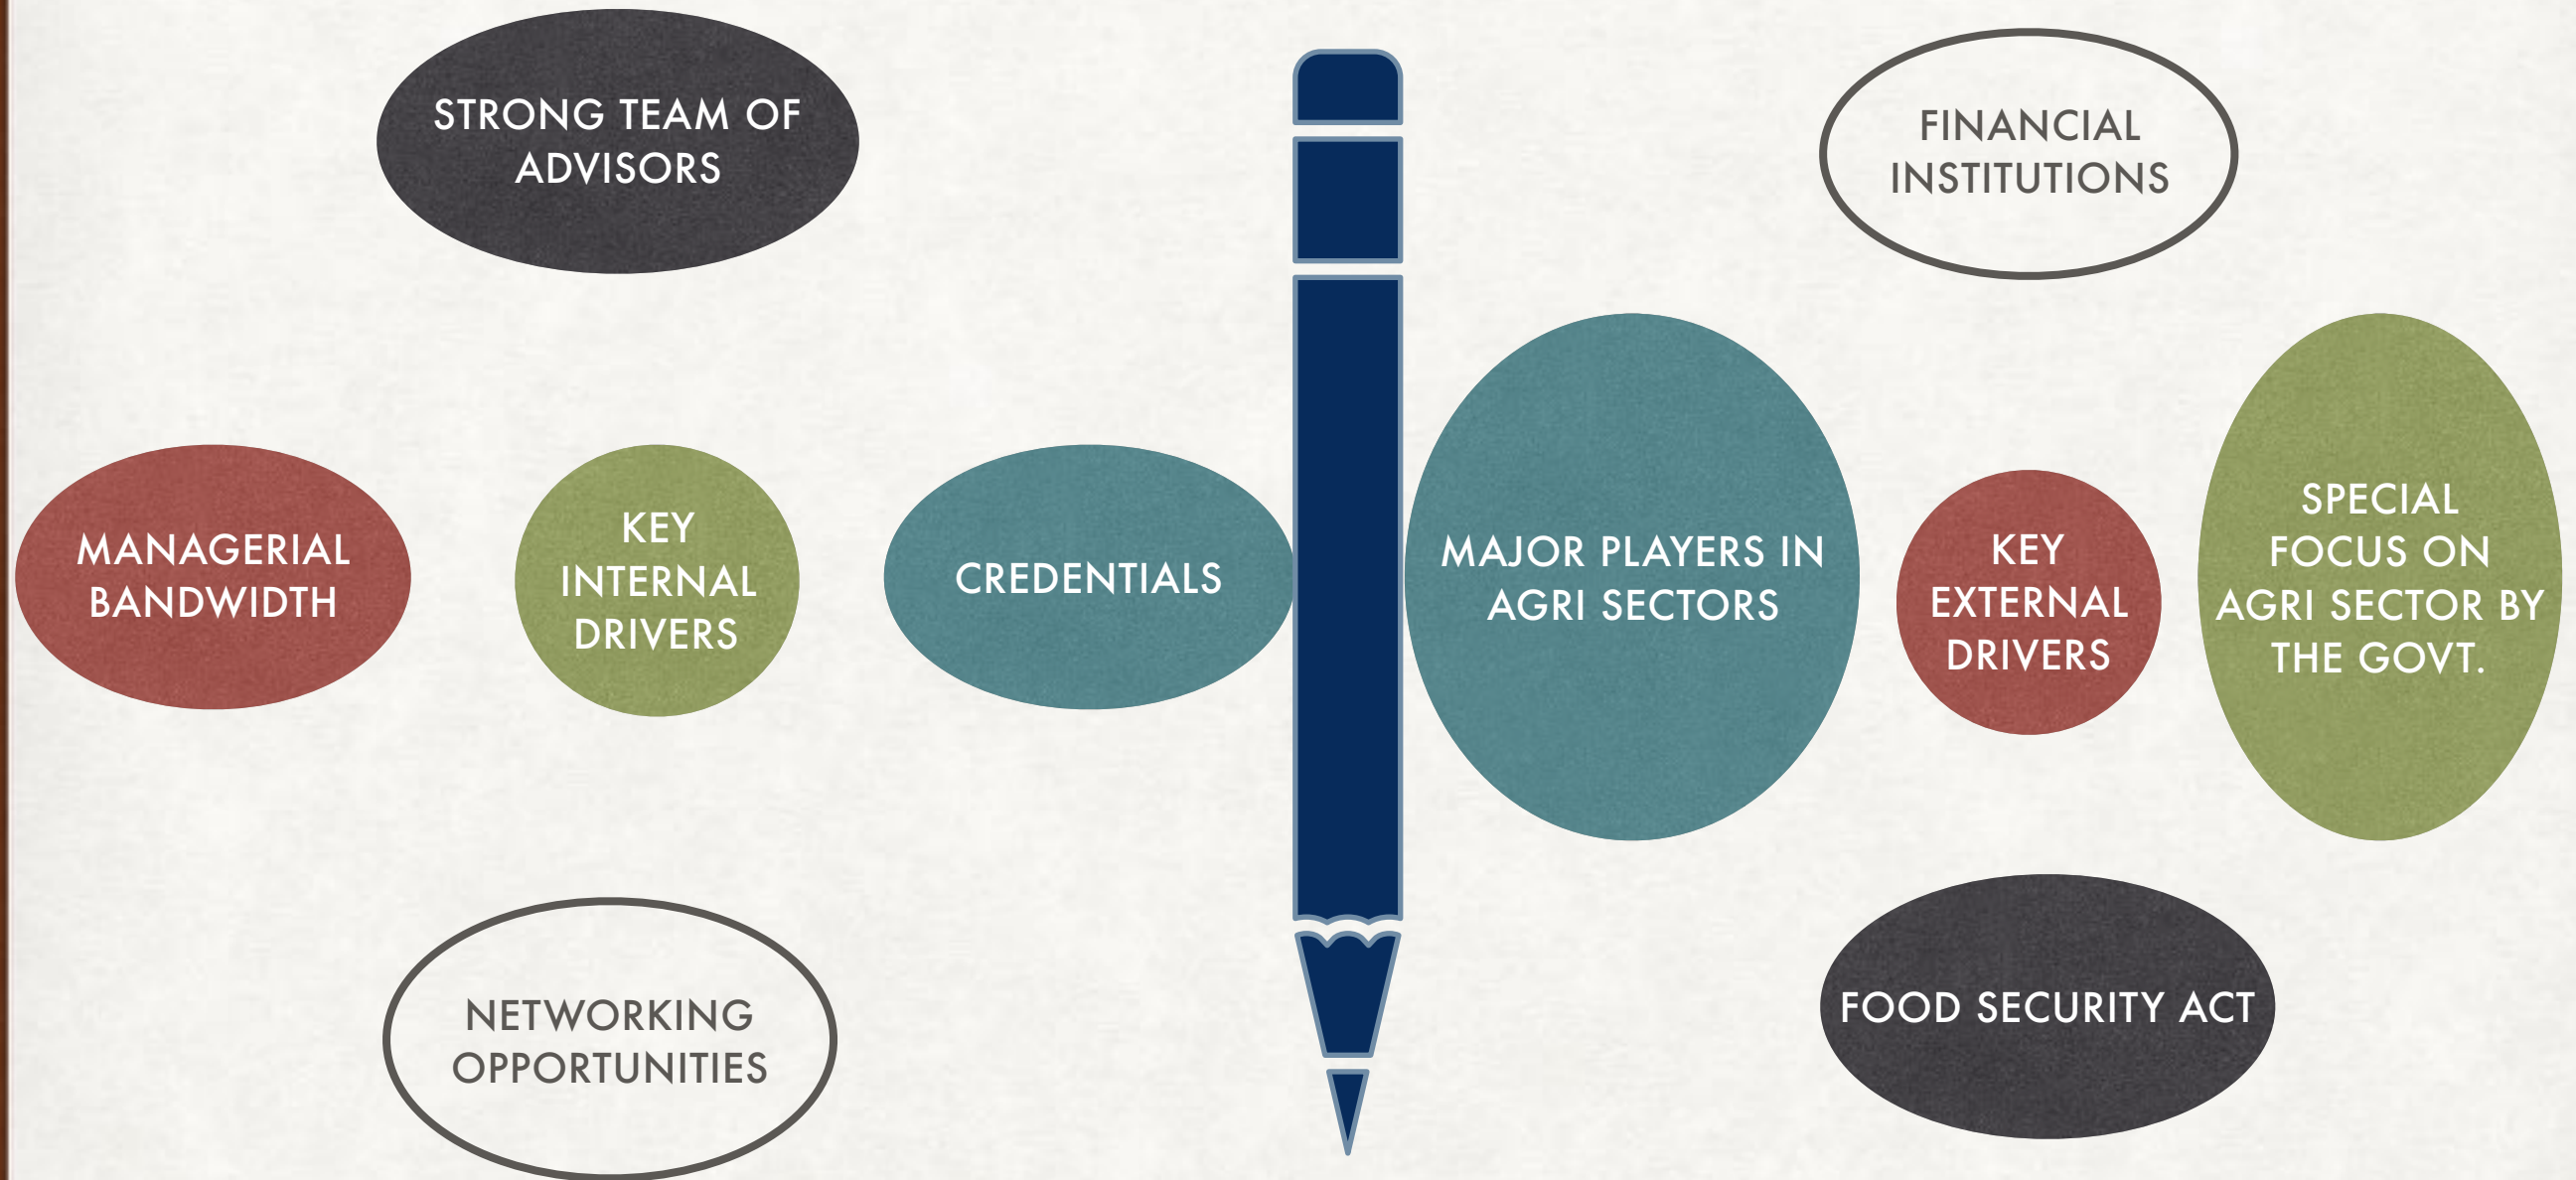 STRONG TEAM OF
ADVISORS
MANAGERIAL
BANDWIDTH
KEY
INTERNAL
DRIVERS
CREDENTIALS
NETWORKING
OPPORTUNITIES
FINANCIAL
INSTITUTIONS
MAJOR PLAYERS IN
AGRI SECTORS
KEY
EXTERNAL
DRIVERS
SPECIAL
FOCUS ON
AGRI SECTOR BY
THE GOVT.
FOOD SECURITY ACT